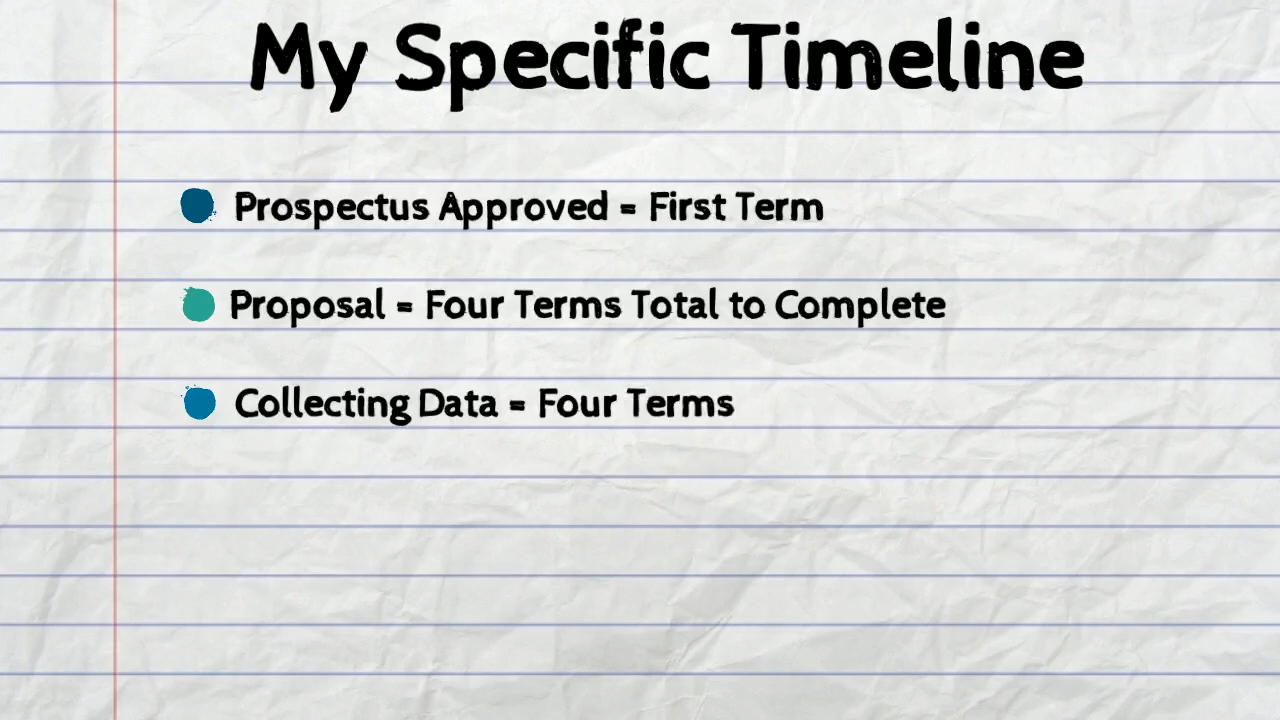 My Specific Timeline
Prospectus Approved = First Term
Proposal = Four Terms Total to Complete
Collecting Data = Four Terms